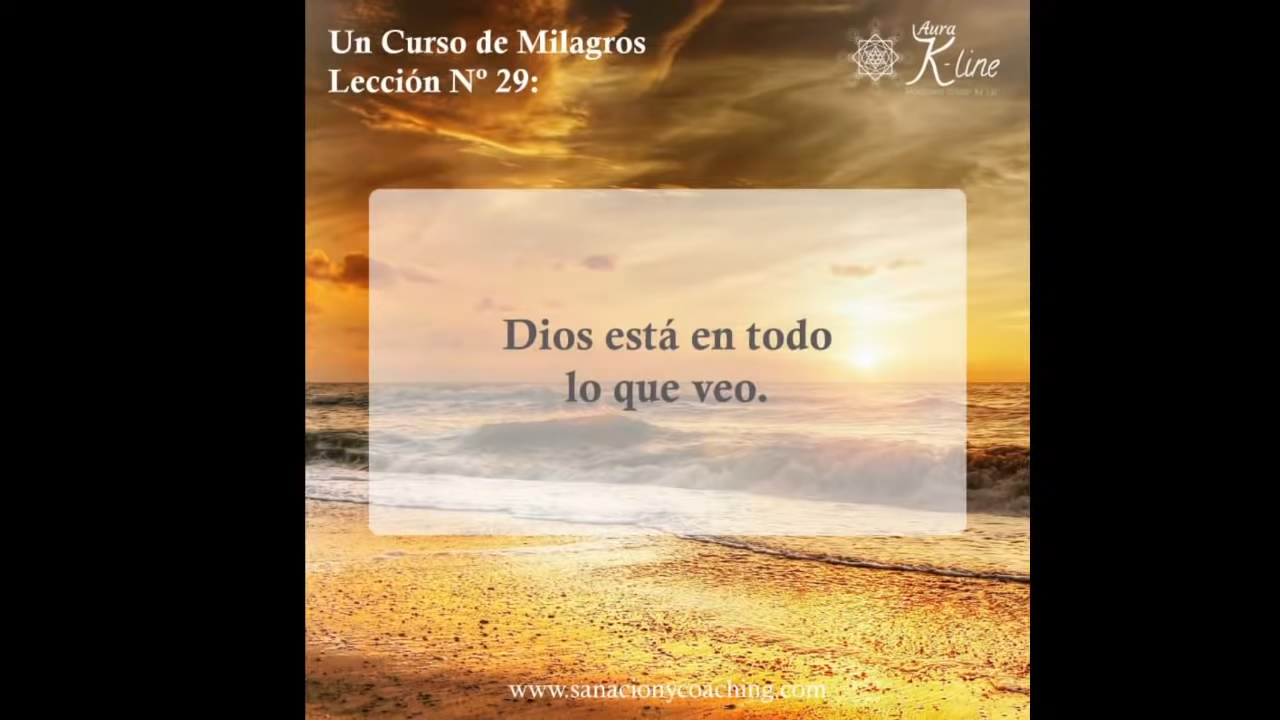 Un Curso de Milagros
Lección Nº 29:
Aura
K-line
Dios está en todo
lo que veo.
www.sanacionycoaching.com